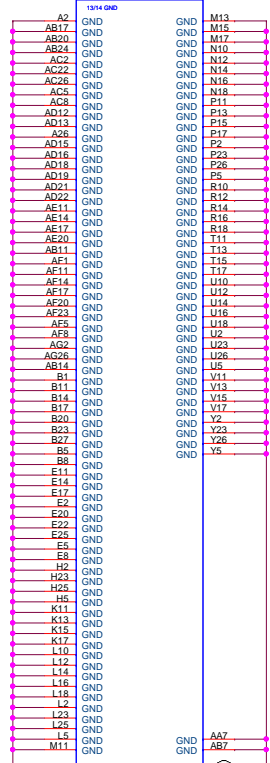 13/14 GND
A2 GND GND M13
AB17 GND GND M15
AB20 GND GND M17
AB24 GND GND N10
AC2 GND GND N12
AC22 GND GND N14
AC26 GND GND N16
AC5 GND GND N18
AC8 GND GND P11
AD12 GND GND P13
AD13 GND GND P15
A26 GND GND P17
AD15 GND GND P2
AD16 GND GND P23
AD18 GND GND P26
AD19 GND GND P5
AD21 GND GND R10
AD22 GND GND R12
AE11 GND GND R14
AE14 GND GND R16
AE17 GND GND R18
AE20 GND GND T11
AB11 GND GND T13
AF1 GND GND T15
AF11 GND GND T17
AF14 GND GND U10
AF17 GND GND U12
AF20 GND GND U14
AF23 GND GND U16
AF5 GND GND U18
AF8 GND GND U2
AG2 GND GND U23
AG26 GND GND U26
AB14 GND GND U5
B1 GND GND V11
B11 GND GND V13
B14 GND GND V15
B17 GND GND V17
B20 GND GND Y2
B23 GND GND Y23
B27 GND GND Y26
B5 GND GND Y5
B8 GND
E11 GND
E14 GND
E17 GND
E2 GND
E20 GND
E22 GND
E25 GND
E5 GND
E8 GND
H2 GND
H23 GND
H25 GND
H5 GND
K11 GND
K13 GND
K15 GND
K17 GND
L10 GND
L12 GND
L14 GND
L16 GND
L18 GND
L2 GND
L23 GND
L25 GND
L5 GND GND AA7
M11 GND GND AB7